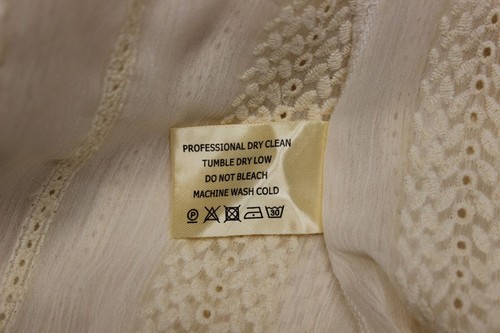 PROFESSIONAL DRY CLEAN
TUMBLE DRY LOW
DO NOT BLEACH
MACHINE WASH COLD
P 30